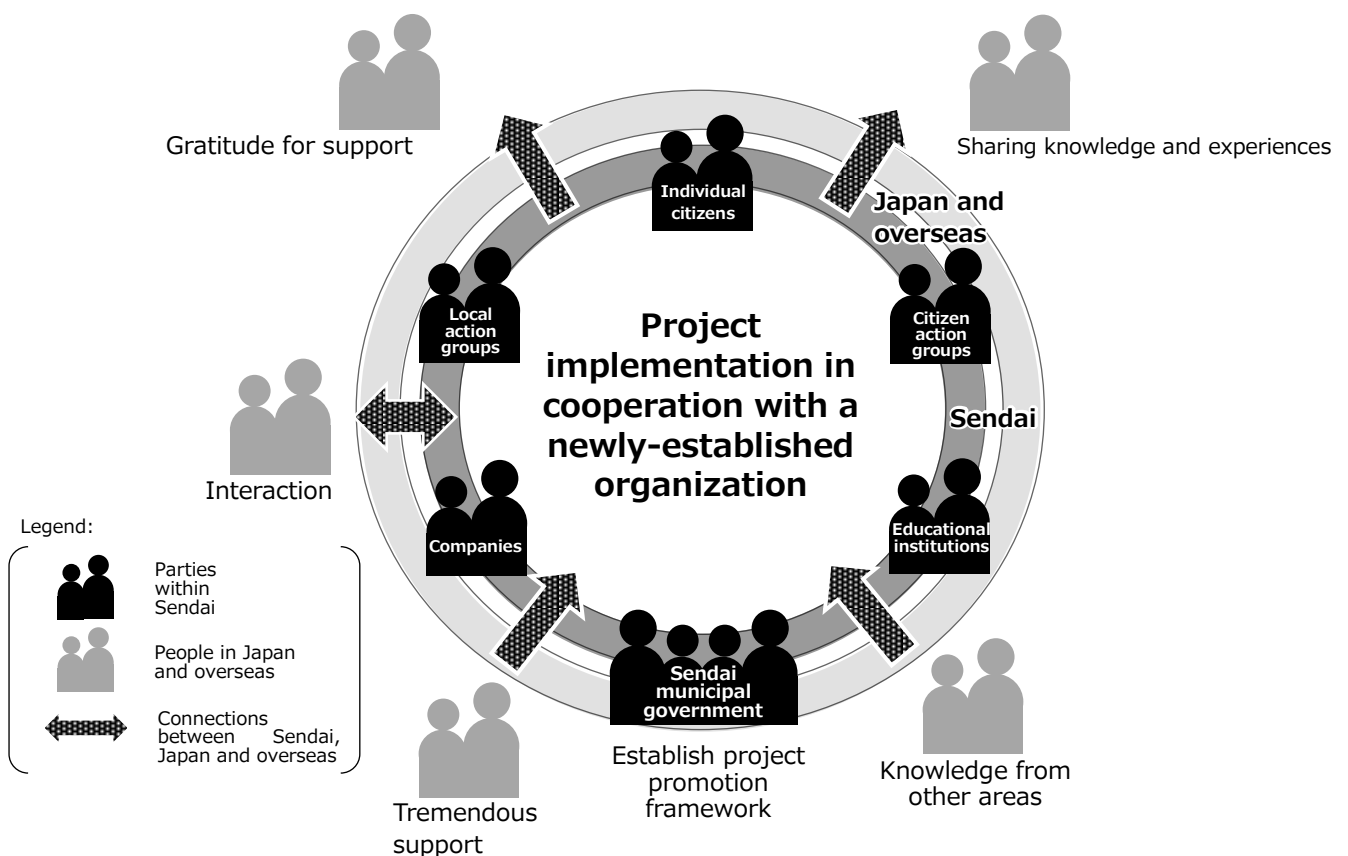 Gratitude for support
Sharing knowledge and experiences
Individual
citizens
Japan and
overseas
Local
action
groups
Citizen
action
groups
Project
implementation in
cooperation with a
newly-established
organization
Sendai
Interaction
Companies
Educational
institutions
Legend:
Parties
within
Sendai
People in Japan
and overseas
Connections
between Sendai,
Japan and overseas
Sendai
municipal
government
Establish project
promotion
framework
Knowledge from
other areas
Tremendous
support